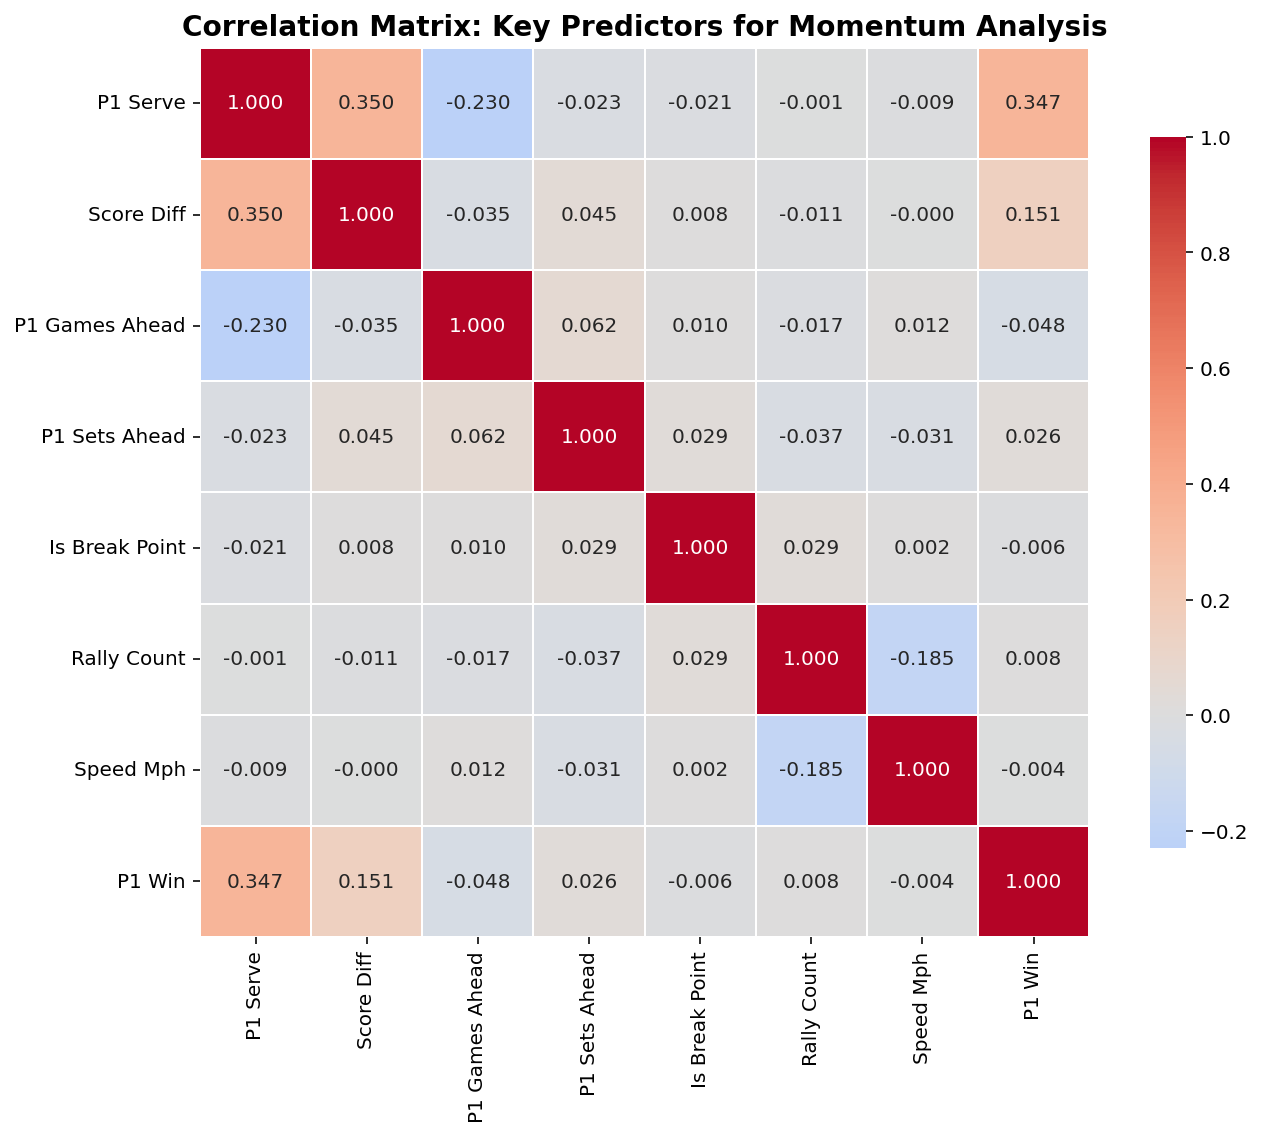 Correlation Matrix: Key Predictors for Momentum Analysis
P1 Serve 1.000 0.350 -0.230 -0.023 -0.021 -0.001 -0.009 0.347
Score Diff 0.350 1.000 -0.035 0.045 0.008 -0.011 -0.000 0.151
P1 Games Ahead -0.230 -0.035 1.000 0.062 0.010 -0.017 0.012 -0.048
P1 Sets Ahead -0.023 0.045 0.062 1.000 0.029 -0.037 -0.031 0.026
Is Break Point -0.021 0.008 0.010 0.029 1.000 0.029 0.002 -0.006
Rally Count -0.001 -0.011 -0.017 -0.037 0.029 1.000 -0.185 0.008
Speed Mph -0.009 -0.000 0.012 -0.031 0.002 -0.185 1.000 -0.004
P1 Win 0.347 0.151 -0.048 0.026 -0.006 0.008 -0.004 1.000
P1 Serve
Score Diff
P1 Games Ahead
P1 Sets Ahead
Is Break Point
Rally Count
Speed Mph
P1 Win
1.0
0.8
0.6
0.4
0.2
0.0
−0.2